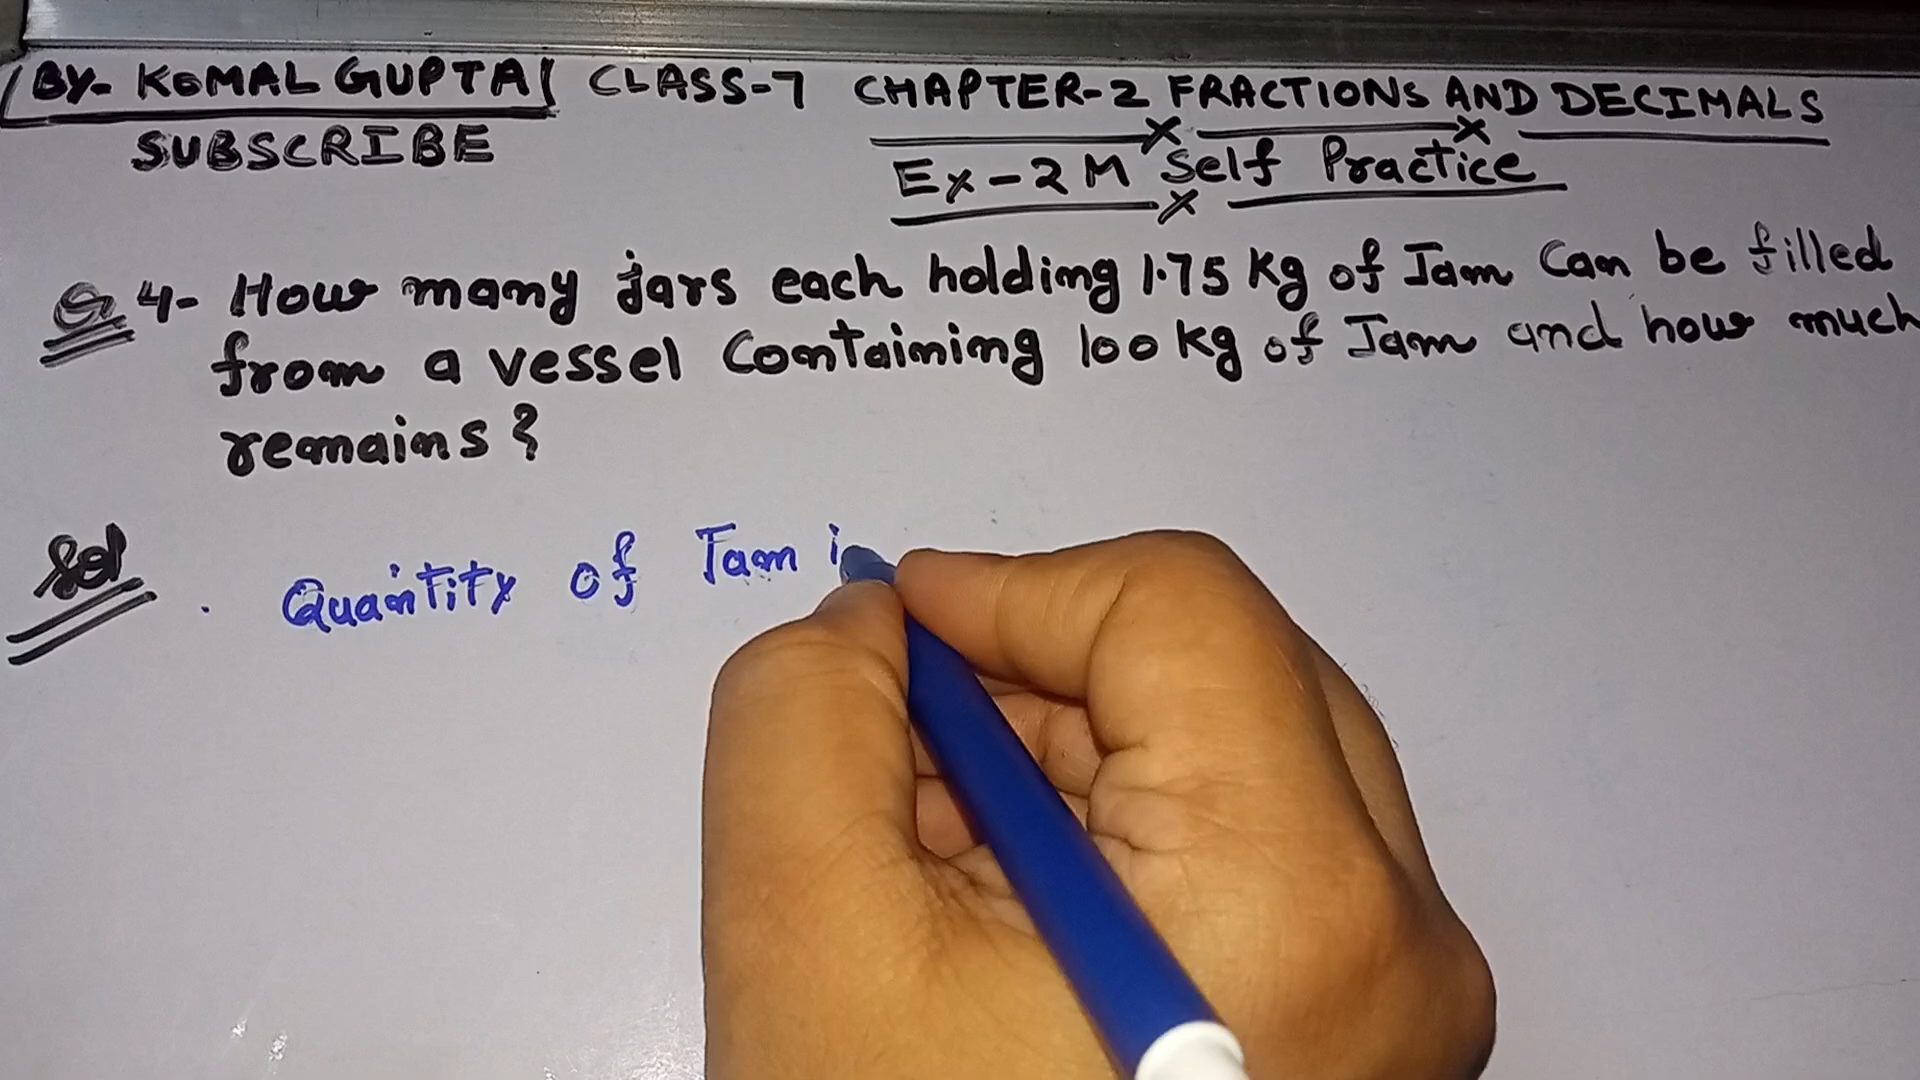 BY- KOMAL GUPTA CLASS-7 CHAPTER-2 FRACTIONS AND DECIMALS
SUBSCRIBE
Ex-2M Self Practice
Q 4- How many jars each holding 1.75 Kg of Jam Can be filled
from a vessel Containing 100 Kg of Jam and how much
remains?
Sol
Quantity of Jam i